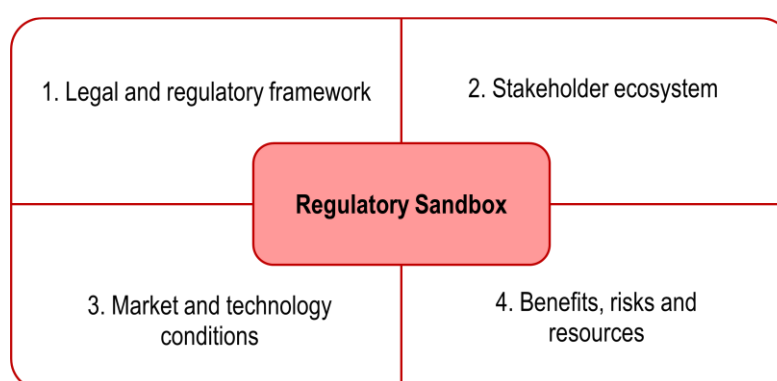 1. Legal and regulatory framework
2. Stakeholder ecosystem
Regulatory Sandbox
3. Market and technology
conditions
4. Benefits, risks and
resources